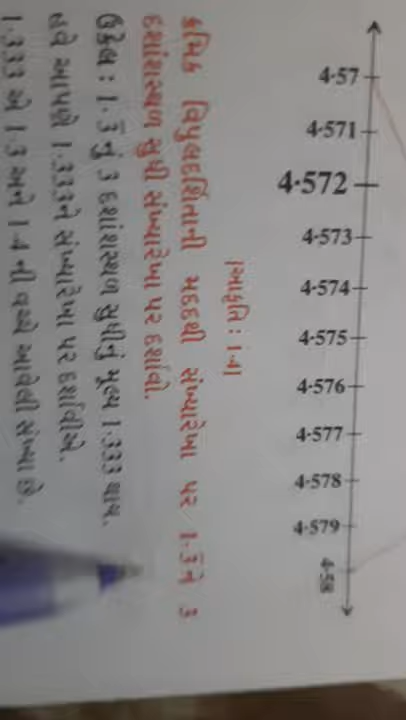 4·57
4·571
4·572
4·573
4·574
4·575
4·576
4·577
4·578
4·579
4·58
[આકૃતિ : 1·4]
ક્રમિક વિપુલદર્શિતાની મદદથી સંખ્યારેખા પર 1.3̅ને 3
દશાંશસ્થળ સુધી સંખ્યારેખા પર દર્શાવો.
ઉકેલ : 1.3̅નું 3 દશાંશસ્થળ સુધીનું મૂલ્ય 1.333 થાય.
હવે આપણે 1.333ને સંખ્યારેખા પર દર્શાવીએ.
1.333 એ 1.3 અને 1.4 ની વચ્ચે આવેલી સંખ્યા છે.